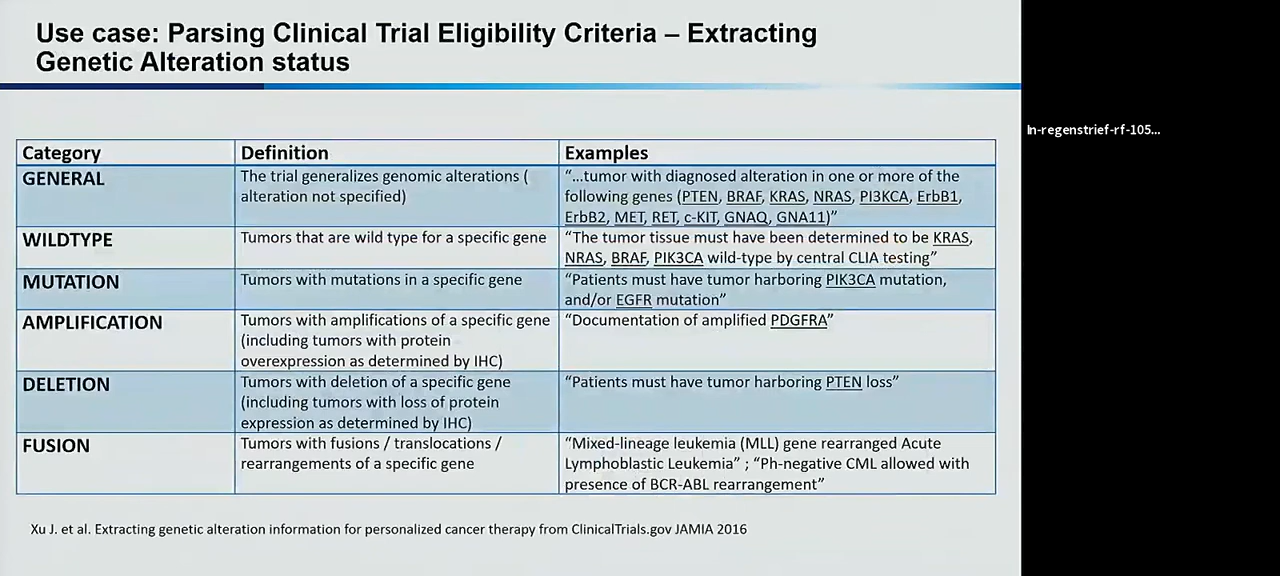 Use case: Parsing Clinical Trial Eligibility Criteria – Extracting
Genetic Alteration status
In-regenstrief-rf-105...
Category
Definition
Examples
GENERAL
The trial generalizes genomic alterations (
alteration not specified)
“...tumor with diagnosed alteration in one or more of the
following genes (PTEN, BRAF, KRAS, NRAS, PI3KCA, ErbB1,
ErbB2, MET, RET, c-KIT, GNAQ, GNA11)”
WILDTYPE
Tumors that are wild type for a specific gene
“The tumor tissue must have been determined to be KRAS,
NRAS, BRAF, PIK3CA wild-type by central CLIA testing”
MUTATION
Tumors with mutations in a specific gene
“Patients must have tumor harboring PIK3CA mutation,
and/or EGFR mutation”
AMPLIFICATION
Tumors with amplifications of a specific gene
(including tumors with protein
overexpression as determined by IHC)
“Documentation of amplified PDGFRA”
DELETION
Tumors with deletion of a specific gene
(including tumors with loss of protein
expression as determined by IHC)
“Patients must have tumor harboring PTEN loss”
FUSION
Tumors with fusions / translocations /
rearrangements of a specific gene
“Mixed-lineage leukemia (MLL) gene rearranged Acute
Lymphoblastic Leukemia” ; “Ph-negative CML allowed with
presence of BCR-ABL rearrangement”
Xu J. et al. Extracting genetic alteration information for personalized cancer therapy from ClinicalTrials.gov JAMIA 2016